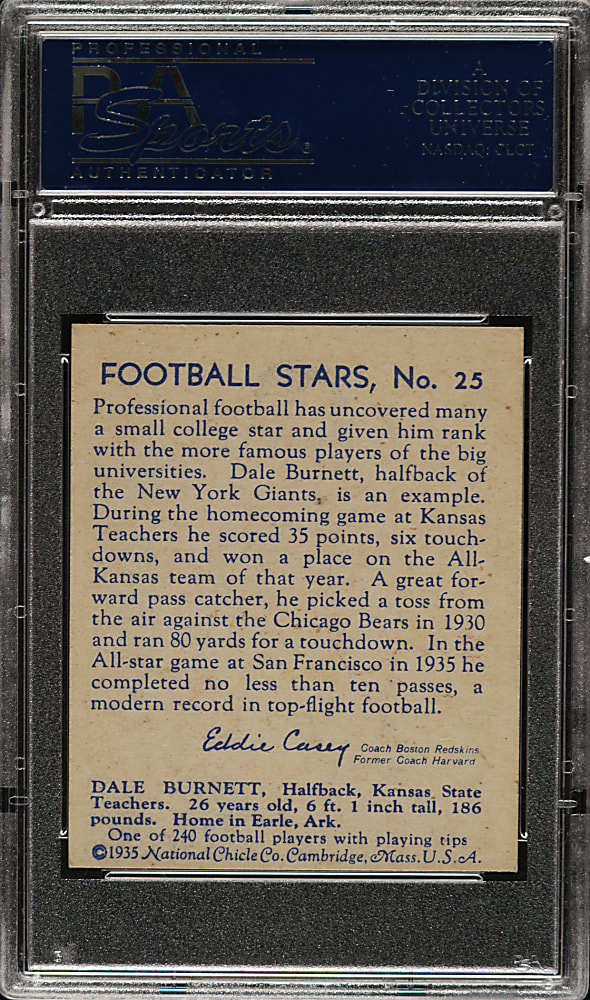 PROFESSIONAL
PSA
Sports®
AUTHENTICATOR
A
DIVISION OF
COLLECTORS
UNIVERSE
NASDAQ: CLCT
FOOTBALL STARS, No. 25
Professional football has uncovered many
a small college star and given him rank
with the more famous players of the big
universities. Dale Burnett, halfback of
the New York Giants, is an example.
During the homecoming game at Kansas
Teachers he scored 35 points, six touch-
downs, and won a place on the All-
Kansas team of that year. A great for-
ward pass catcher, he picked a toss from
the air against the Chicago Bears in 1930
and ran 80 yards for a touchdown. In the
All-star game at San Francisco in 1935 he
completed no less than ten passes, a
modern record in top-flight football.
Eddie Casey Coach Boston Redskins
Former Coach Harvard
DALE BURNETT, Halfback, Kansas State
Teachers. 26 years old, 6 ft. 1 inch tall, 186
pounds. Home in Earle, Ark.
One of 240 football players with playing tips
©1935 National Chicle Co. Cambridge, Mass. U.S.A.
PSA